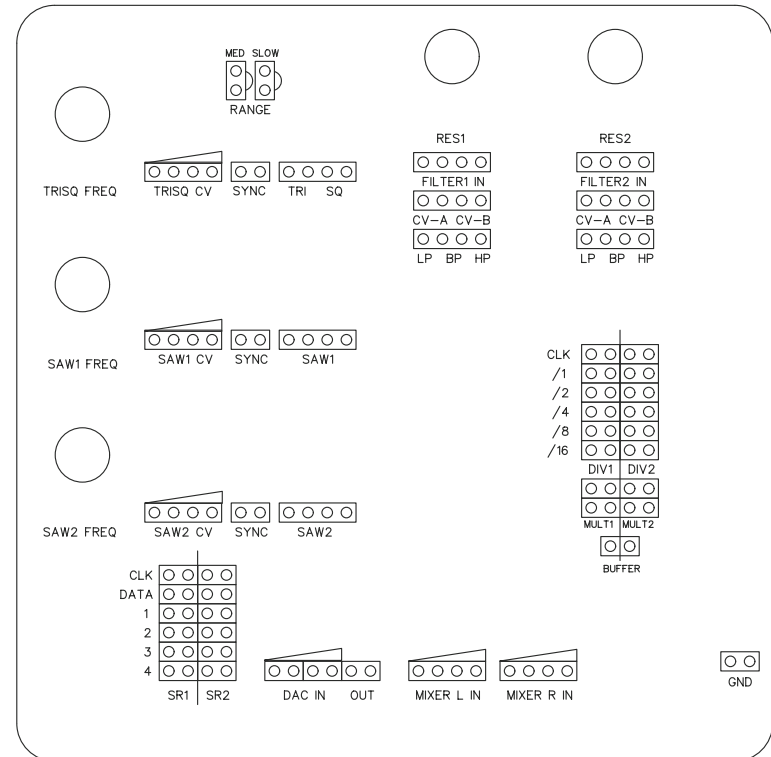 MED SLOW
RANGE
TRISQ FREQ
TRISQ CV SYNC TRI SQ
RES1
FILTER1 IN
CV-A CV-B
LP BP HP
RES2
FILTER2 IN
CV-A CV-B
LP BP HP
SAW1 FREQ
SAW1 CV SYNC SAW1
CLK
/1
/2
/4
/8
/16
DIV1 DIV2
MULT1 MULT2
BUFFER
SAW2 FREQ
SAW2 CV SYNC SAW2
CLK
DATA
1
2
3
4
SR1 SR2
DAC IN OUT
MIXER L IN
MIXER R IN
GND